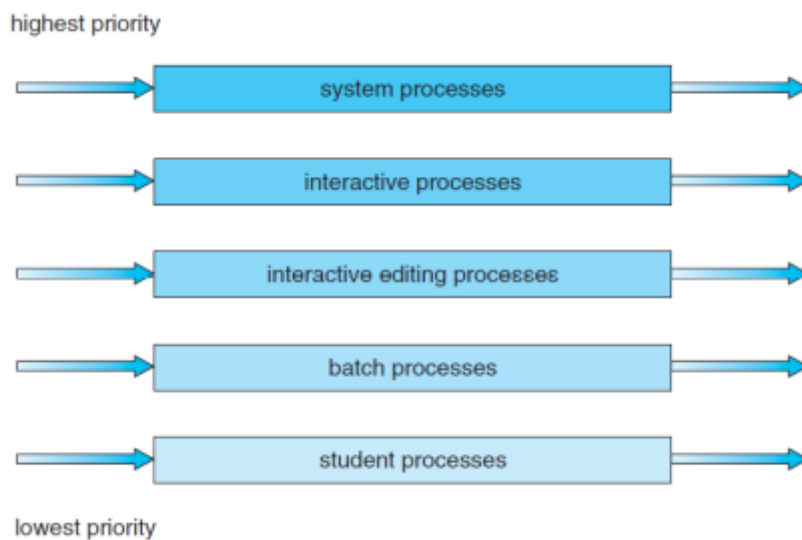 highest priority
system processes
interactive processes
interactive editing processes
batch processes
student processes
lowest priority